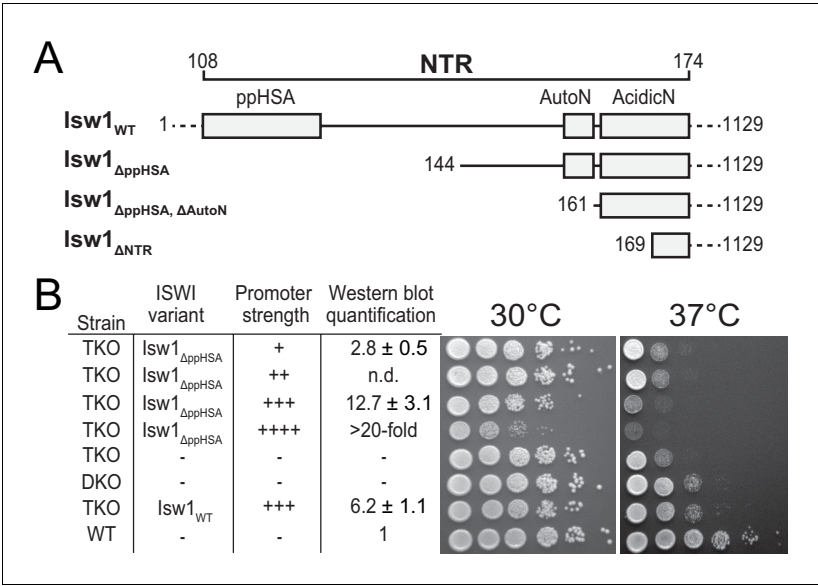 A
108 NTR 174
ppHSA AutoN AcidicN
Isw1WT 1 1129
Isw1ΔppHSA 144 1129
Isw1ΔppHSA, ΔAutoN 161 1129
Isw1ΔNTR 169 1129
B
Strain ISWI variant Promoter strength Western blot quantification 30°C 37°C
TKO Isw1ΔppHSA + 2.8 ± 0.5
TKO Isw1ΔppHSA ++ n.d.
TKO Isw1ΔppHSA +++ 12.7 ± 3.1
TKO Isw1ΔppHSA ++++ >20-fold
TKO - - -
DKO - - -
TKO Isw1WT +++ 6.2 ± 1.1
WT - - 1